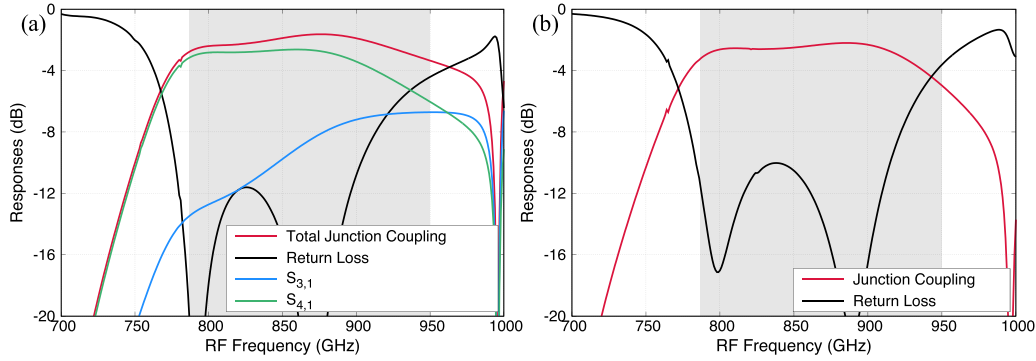 (a)
0
-4
-8
-12
-16
-20
Responses (dB)
700 750 800 850 900 950 1000
RF Frequency (GHz)
Total Junction Coupling
Return Loss
S3,1
S4,1
(b)
0
-4
-8
-12
-16
-20
Responses (dB)
700 750 800 850 900 950 1000
RF Frequency (GHz)
Junction Coupling
Return Loss